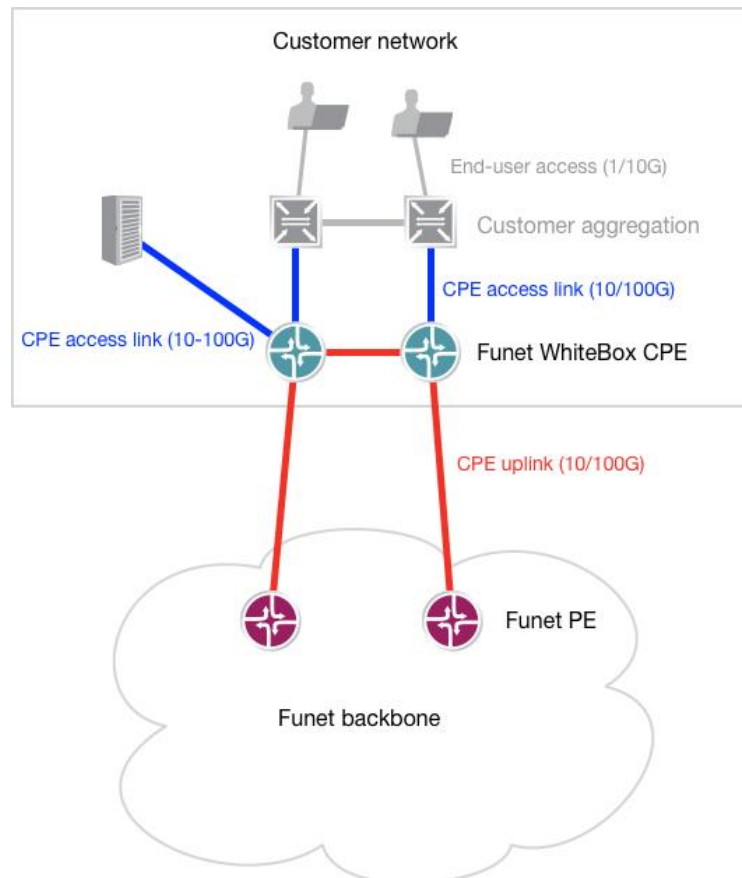 Customer network
End-user access (1/10G)
Customer aggregation
CPE access link (10/100G)
CPE access link (10-100G)
Funet WhiteBox CPE
CPE uplink (10/100G)
Funet PE
Funet backbone